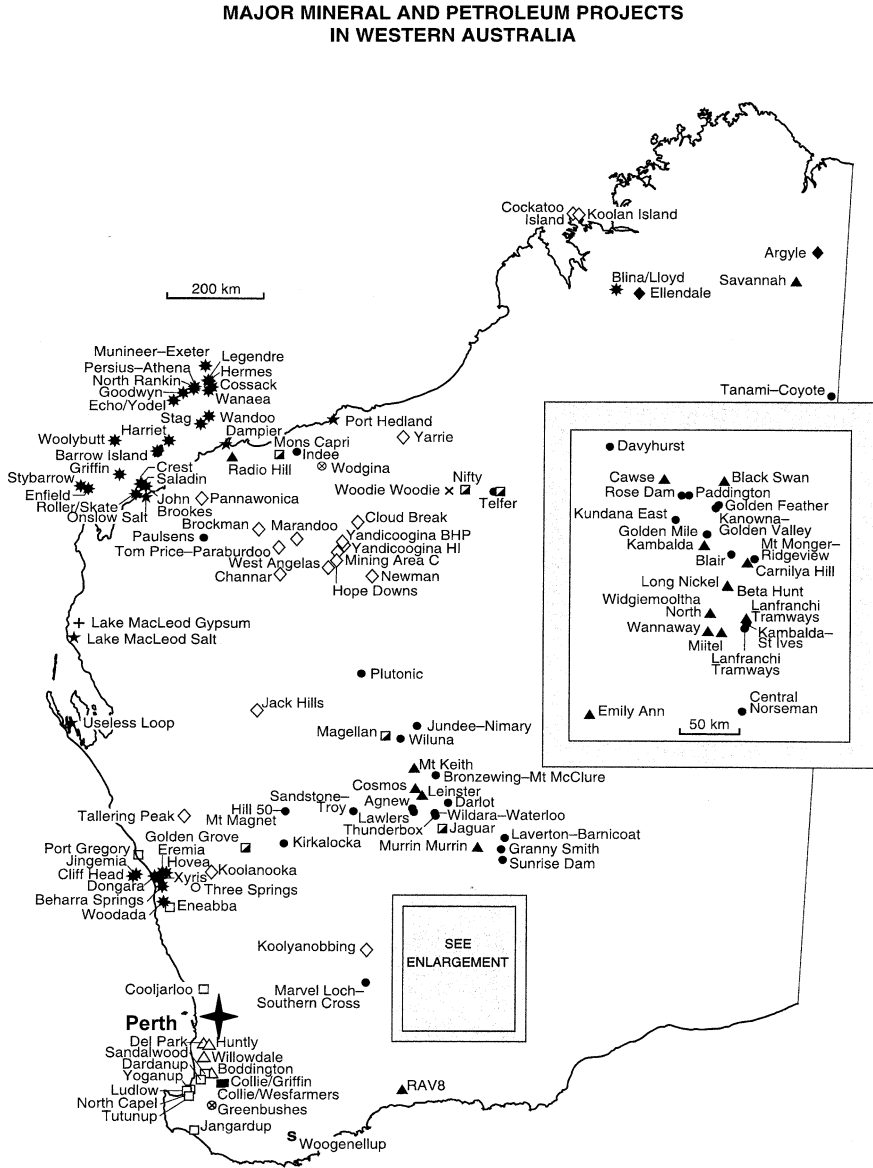 MAJOR MINERAL AND PETROLEUM PROJECTS
IN WESTERN AUSTRALIA
Cockatoo
Island
Koolan Island
Argyle
Blina/Lloyd
Savannah
Ellendale
200 km
Munineer–Exeter
Legendre
Persius–Athena
Hermes
North Rankin
Cossack
Goodwyn
Wanaea
Echo/Yodel
Tanami–Coyote
Stag
Wandoo
Port Hedland
Harriet
Dampier
Woolybutt
Mons Capri
Yarrie
Barrow Island
Indee
Griffin
Crest
Radio Hill
Wodgina
Stybarrow
Saladin
Nifty
Enfield
John
Brookes
Pannawonica
Woodie Woodie
Telfer
Roller/Skate
Onslow Salt
Brockman
Marandoo
Cloud Break
Paulsens
Yandicoogina BHP
Tom Price–Paraburdoo
Yandicoogina HI
West Angelas
Mining Area C
Channar
Newman
Hope Downs
Lake MacLeod Gypsum
Lake MacLeod Salt
Plutonic
Jack Hills
Useless Loop
Magellan
Jundee–Nimary
Wiluna
Mt Keith
Bronzewing–Mt McClure
Cosmos
Leinster
Sandstone–
Troy
Agnew
Darlot
Tallering Peak
Hill 50–
Mt Magnet
Lawlers
Wildara–Waterloo
Thunderbox
Jaguar
Golden Grove
Kirkalocka
Murrin Murrin
Laverton–Barnicoat
Granny Smith
Sunrise Dam
Port Gregory
Eremia
Jingemia
Hovea
Cliff Head
Xyris
Koolanooka
Dongara
Three Springs
Beharra Springs
Eneabba
Woodada
Koolyanobbing
SEE
ENLARGEMENT
Cooljarloo
Marvel Loch–
Southern Cross
Perth
Del Park
Huntly
Sandalwood
Willowdale
Dardanup
Boddington
Yoganup
Collie/Griffin
Ludlow
Collie/Wesfarmers
North Capel
Greenbushes
Tutunup
RAV8
Jangardup
S
Woogenellup
Davyhurst
Cawse
Black Swan
Rose Dam
Paddington
Golden Feather
Kundana East
Kanowna–
Golden Valley
Golden Mile
Kambalda
Mt Monger–
Ridgeview
Blair
Carnilya Hill
Long Nickel
Beta Hunt
Widgiemooltha
North
Lanfranchi
Tramways
Wannaway
Kambalda–
St Ives
Miitel
Lanfranchi
Tramways
Emily Ann
Central
Norseman
50 km